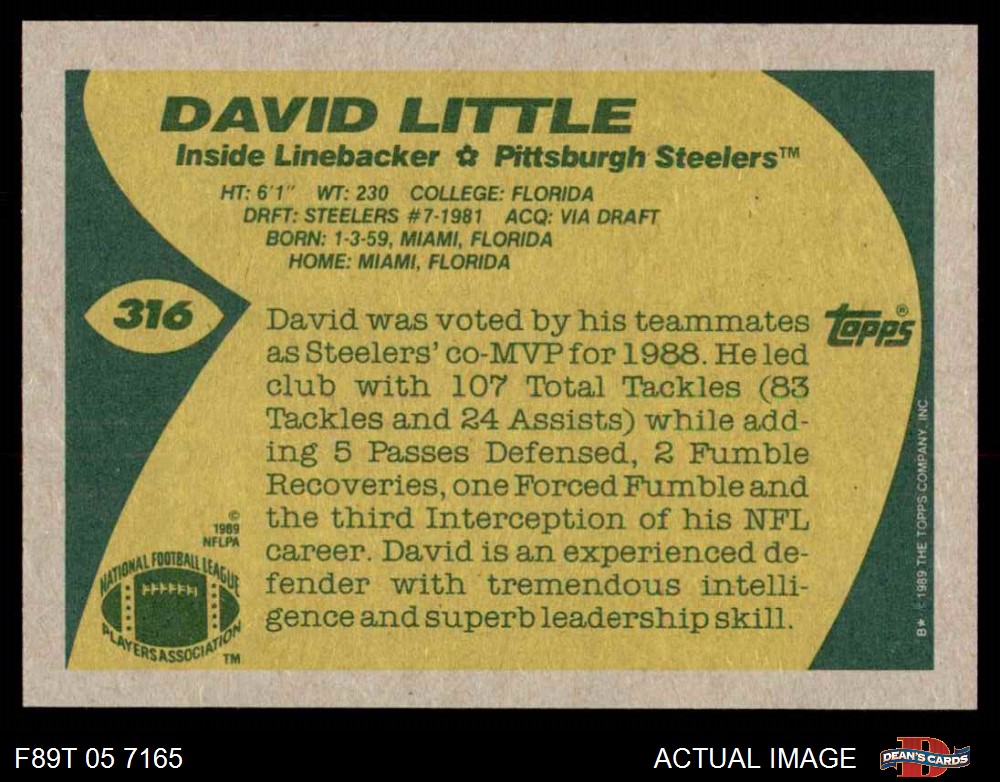 DAVID LITTLE
Inside Linebacker ✿ Pittsburgh Steelers™
HT: 6'1" WT: 230 COLLEGE: FLORIDA
DRFT: STEELERS #7-1981 ACQ: VIA DRAFT
BORN: 1-3-59, MIAMI, FLORIDA
HOME: MIAMI, FLORIDA
316
David was voted by his teammates
as Steelers' co-MVP for 1988. He led
club with 107 Total Tackles (83
Tackles and 24 Assists) while add-
ing 5 Passes Defensed, 2 Fumble
Recoveries, one Forced Fumble and
the third Interception of his NFL
career. David is an experienced de-
fender with tremendous intelli-
gence and superb leadership skill.
topps®
©
1989
NFLPA
NATIONAL FOOTBALL LEAGUE
PLAYERS ASSOCIATION
TM
B* © 1989 THE TOPPS COMPANY, INC
F89T 05 7165
ACTUAL IMAGE
D
DEAN'S CARDS